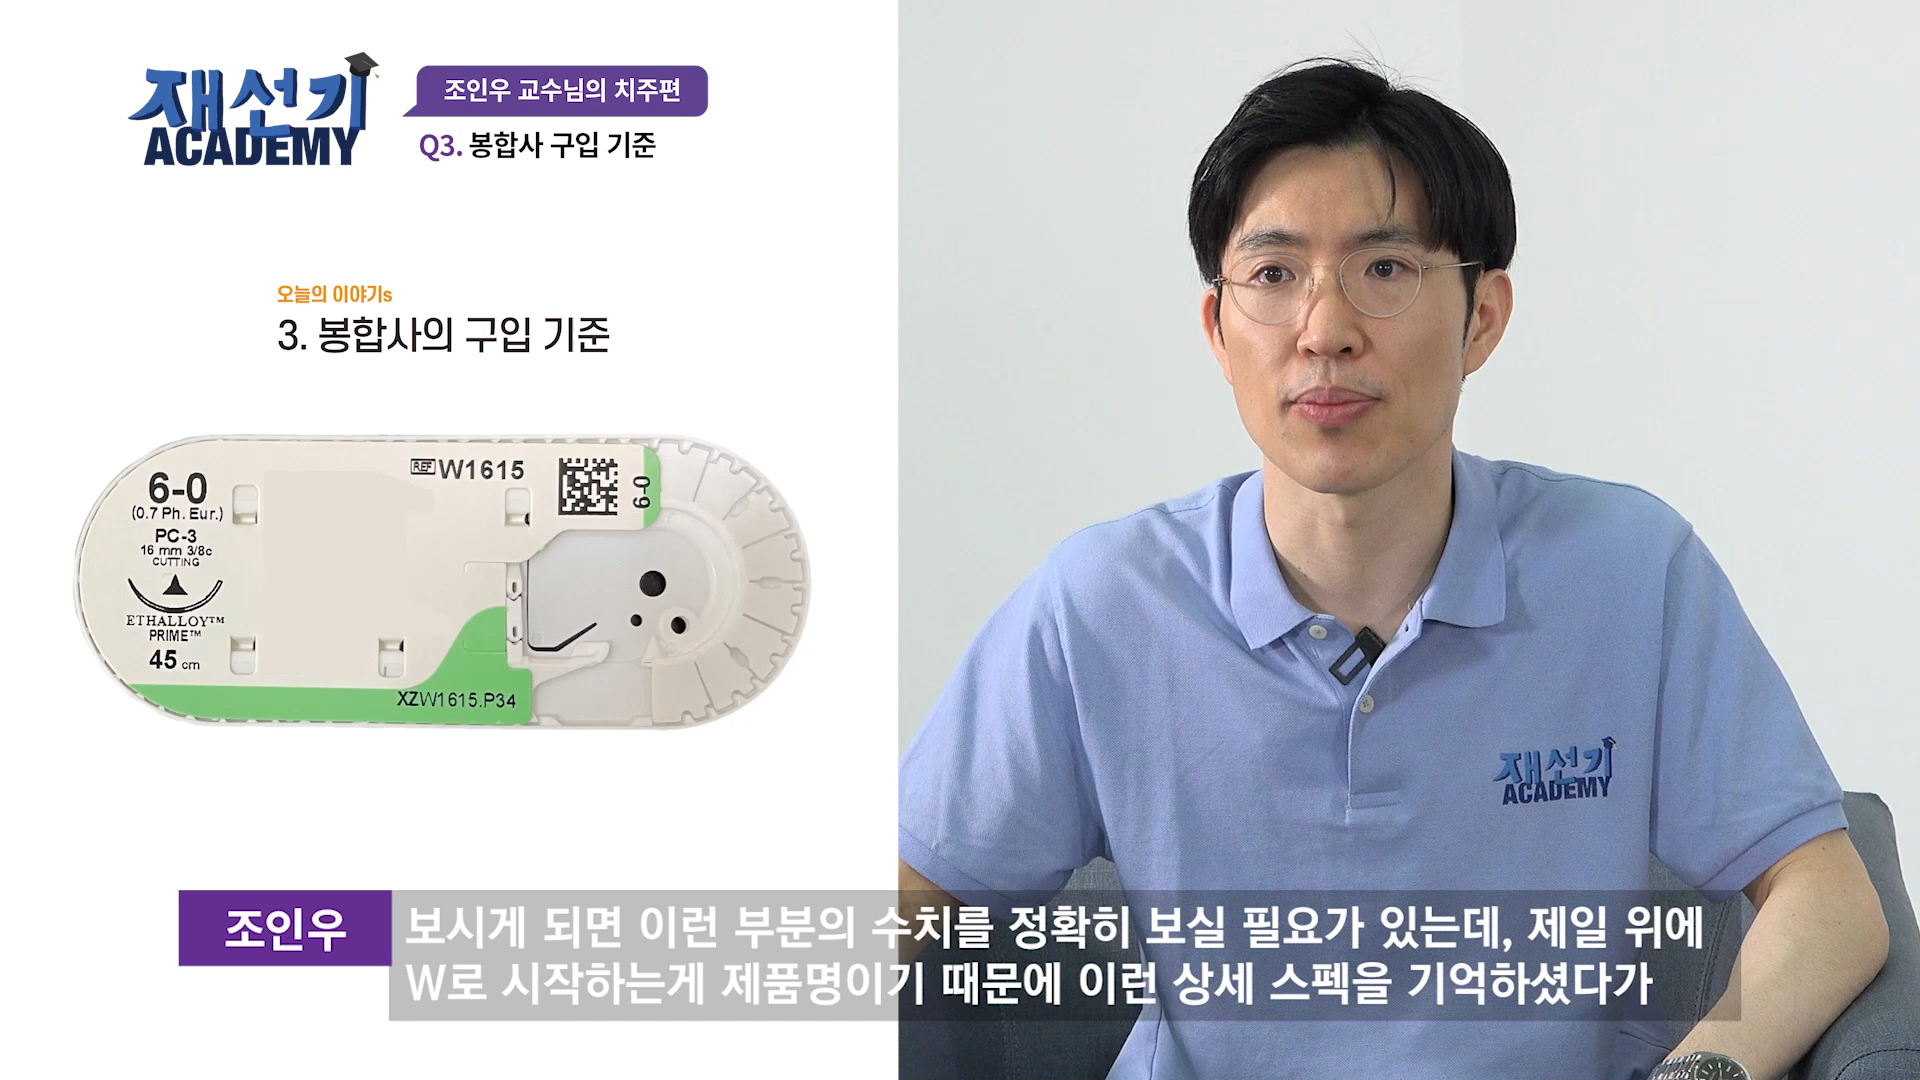 재선기
ACADEMY
조인우 교수님의 치주편
Q3. 봉합사 구입 기준
오늘의 이야기s
3. 봉합사의 구입 기준
6-0
(0.7 Ph. Eur.)
PC-3
16 mm 3/8c
CUTTING
ETHALLOY™
PRIME™
45 cm
REF W1615
6-0
XZW1615.P34
재선기
ACADEMY
조인우
보시게 되면 이런 부분의 수치를 정확히 보실 필요가 있는데, 제일 위에
W로 시작하는게 제품명이기 때문에 이런 상세 스펙을 기억하셨다가